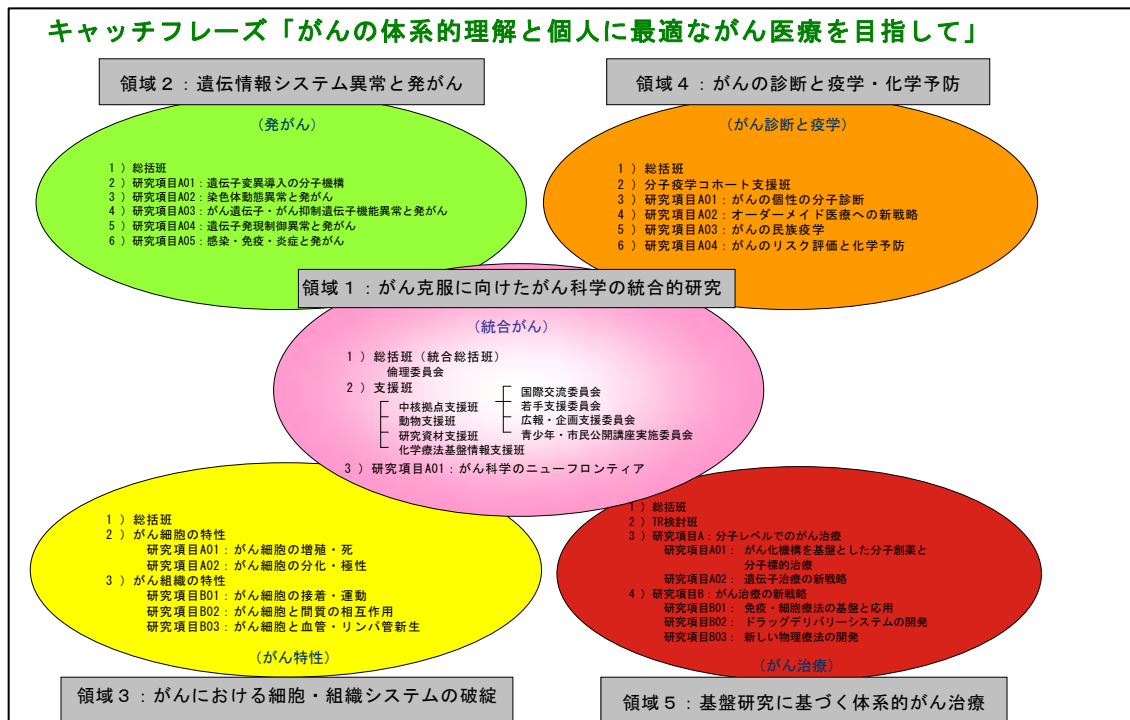 キャッチフレーズ「がんの体系的理解と個人に最適ながん医療を目指して」
領域２：遺伝情報システム異常と発がん
（発がん）
１）総括班
２）研究項目A01：遺伝子変異導入の分子機構
３）研究項目A02：染色体動態異常と発がん
４）研究項目A03：がん遺伝子・がん抑制遺伝子機能異常と発がん
５）研究項目A04：遺伝子発現制御異常と発がん
６）研究項目A05：感染・免疫・炎症と発がん
領域４：がんの診断と疫学・化学予防
（がん診断と疫学）
１）総括班
２）分子疫学コホート支援班
３）研究項目A01：がんの個性の分子診断
４）研究項目A02：オーダーメイド医療への新戦略
５）研究項目A03：がんの民族疫学
６）研究項目A04：がんのリスク評価と化学予防
領域１：がん克服に向けたがん科学の統合的研究
（統合がん）
１）総括班（統合総括班）
倫理委員会
２）支援班
中核拠点支援班
動物支援班
研究資材支援班
化学療法基盤情報支援班
国際交流委員会
若手支援委員会
広報・企画支援委員会
青少年・市民公開講座実施委員会
３）研究項目A01：がん科学のニューフロンティア
１）総括班
２）がん細胞の特性
研究項目A01：がん細胞の増殖・死
研究項目A02：がん細胞の分化・極性
３）がん組織の特性
研究項目B01：がん細胞の接着・運動
研究項目B02：がん細胞と間質の相互作用
研究項目B03：がん細胞と血管・リンパ管新生
（がん特性）
領域３：がんにおける細胞・組織システムの破綻
１）総括班
２）TR検討班
３）研究項目A：分子レベルでのがん治療
研究項目A01： がん化機構を基盤とした分子創薬と
分子標的治療
研究項目A02： 遺伝子治療の新戦略
４）研究項目B：がん治療の新戦略
研究項目B01： 免疫・細胞療法の基盤と応用
研究項目B02： ドラッグデリバリーシステムの開発
研究項目B03： 新しい物理療法の開発
（がん治療）
領域５：基盤研究に基づく体系的がん治療